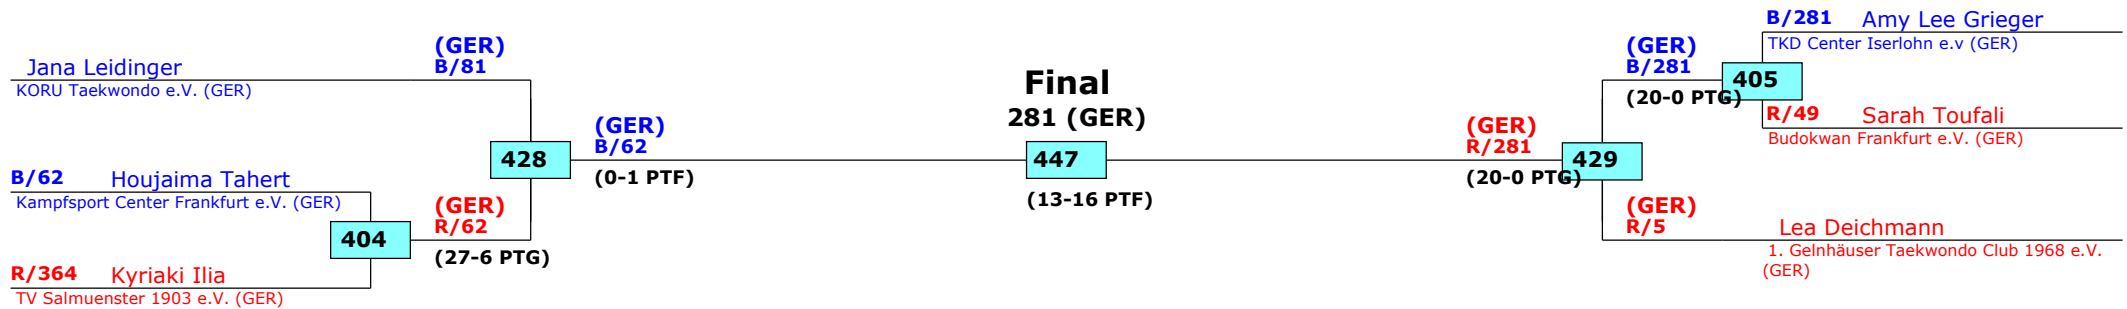 Jana Leidinger
KORU Taekwondo e.V. (GER)
(GER)
B/81
B/62 Houjaima Tahert
Kampfsport Center Frankfurt e.V. (GER)
404
R/364 Kyriaki Ilia
TV Salmuenster 1903 e.V. (GER)
(GER)
R/62
(27-6 PTG)
428
(GER)
B/62
(0-1 PTF)
Final
281 (GER)
447
(13-16 PTF)
(GER)
R/281
(20-0 PTG)
429
(GER)
B/281
(20-0 PTG)
405
B/281 Amy Lee Grieger
TKD Center Iserlohn e.v (GER)
R/49 Sarah Toufali
Budokwan Frankfurt e.V. (GER)
(GER)
R/5
Lea Deichmann
1. Gelnhäuser Taekwondo Club 1968 e.V.
(GER)